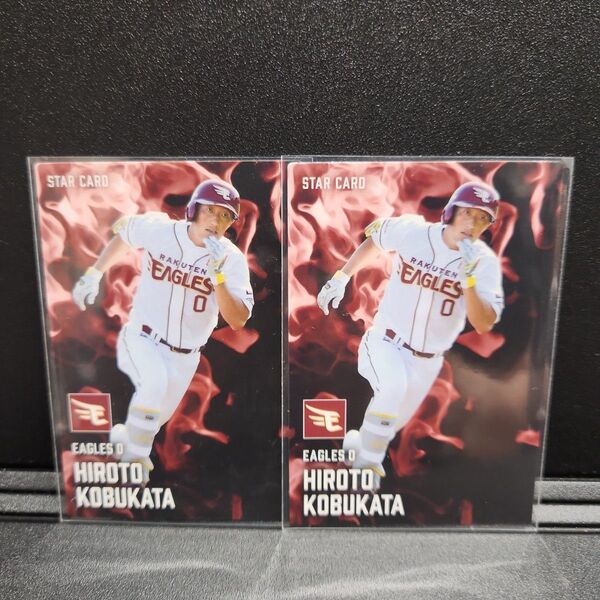 STAR CARD
RAKUTEN
EAGLES
0
EAGLES 0
HIROTO
KOBUKATA
STAR CARD
RAKUTEN
EAGLES
0
EAGLES 0
HIROTO
KOBUKATA